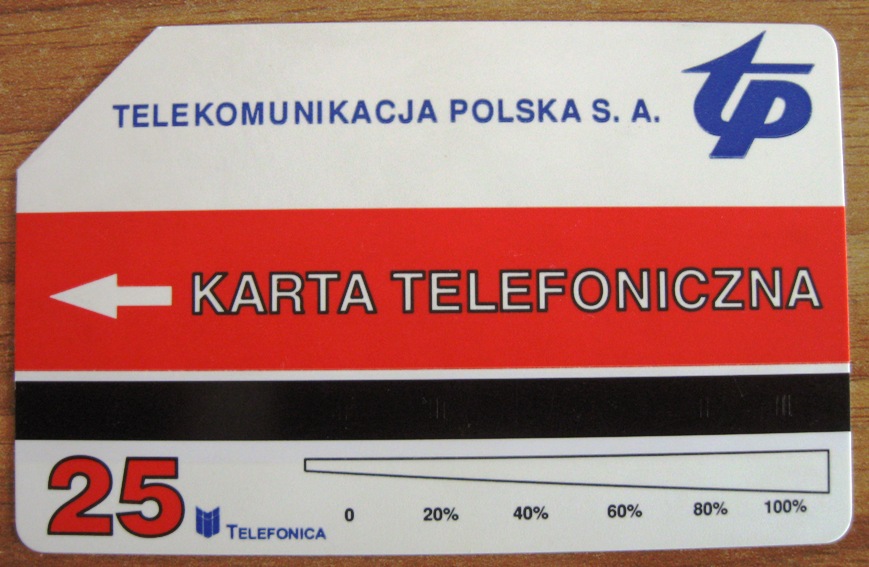 TELEKOMUNIKACJA POLSKA S. A.
tp
KARTA TELEFONICZNA
25
TELEFONICA
0 20% 40% 60% 80% 100%